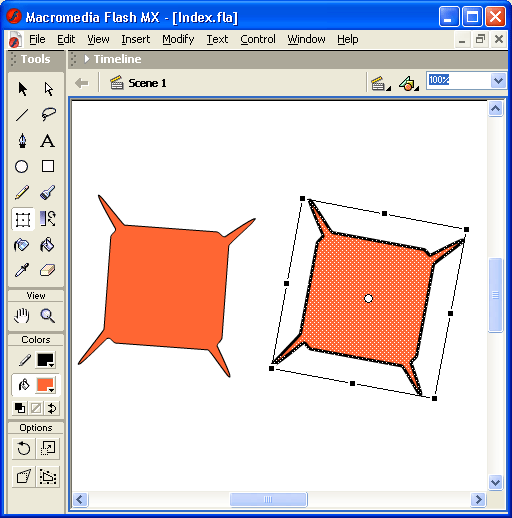 Macromedia Flash MX - [Index.fla]
File Edit View Insert Modify Text Control Window Help
Tools
Timeline
Scene 1
100%
A
View
Colors
Options